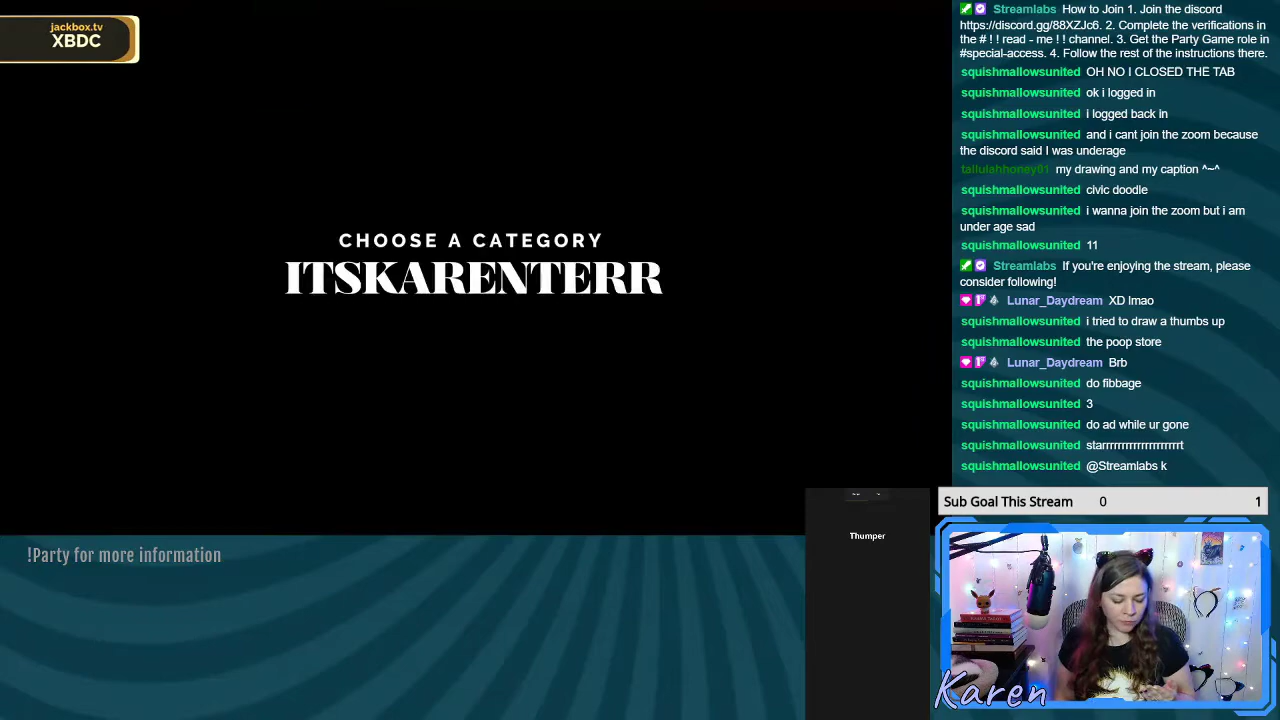 jackbox.tv
XBDC
CHOOSE A CATEGORY
ITSKARENTERR
!Party for more information
Thumper
Streamlabs How to Join 1. Join the discord
https://discord.gg/88XZJc6. 2. Complete the verifications in
the # ! ! read - me ! ! channel. 3. Get the Party Game role in
#special-access. 4. Follow the rest of the instructions there.
squishmallowsunited OH NO I CLOSED THE TAB
squishmallowsunited ok i logged in
squishmallowsunited i logged back in
squishmallowsunited and i cant join the zoom because
the discord said I was underage
tallulahhoney01 my drawing and my caption ^~^
squishmallowsunited civic doodle
squishmallowsunited i wanna join the zoom but i am
under age sad
squishmallowsunited 11
Streamlabs If you're enjoying the stream, please
consider following!
Lunar_Daydream XD lmao
squishmallowsunited i tried to draw a thumbs up
squishmallowsunited the poop store
Lunar_Daydream Brb
squishmallowsunited do fibbage
squishmallowsunited 3
squishmallowsunited do ad while ur gone
squishmallowsunited starrrrrrrrrrrrrrrrrrt
squishmallowsunited @Streamlabs k
Sub Goal This Stream 0 1
Karen